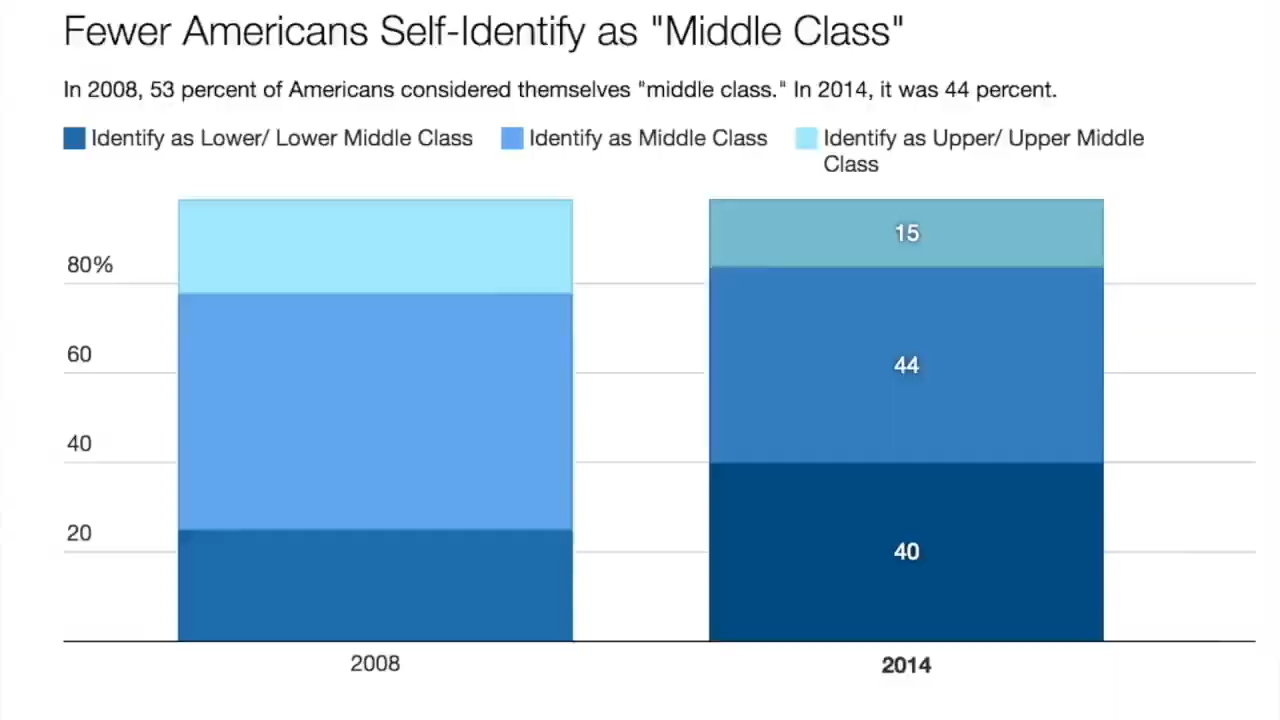 Fewer Americans Self-Identify as "Middle Class"
In 2008, 53 percent of Americans considered themselves "middle class." In 2014, it was 44 percent.
Identify as Lower/ Lower Middle Class
Identify as Middle Class
Identify as Upper/ Upper Middle
Class
15
80%
60
44
40
20
40
2008
2014